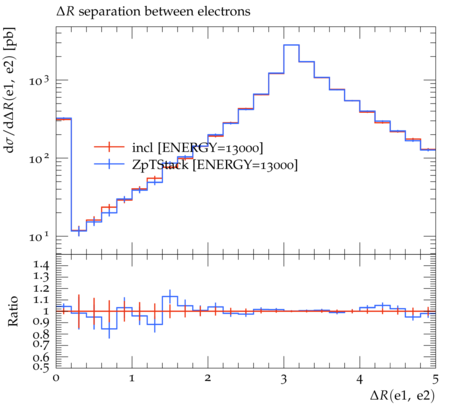 ΔR separation between electrons
dσ/dΔR(e1, e2) [pb]
10³
10²
10¹
incl [ENERGY=13000]
ZpTStack [ENERGY=13000]
Ratio
1.4
1.3
1.2
1.1
1
0.9
0.8
0.7
0.6
0.5
0 1 2 3 4 5
ΔR(e1, e2)